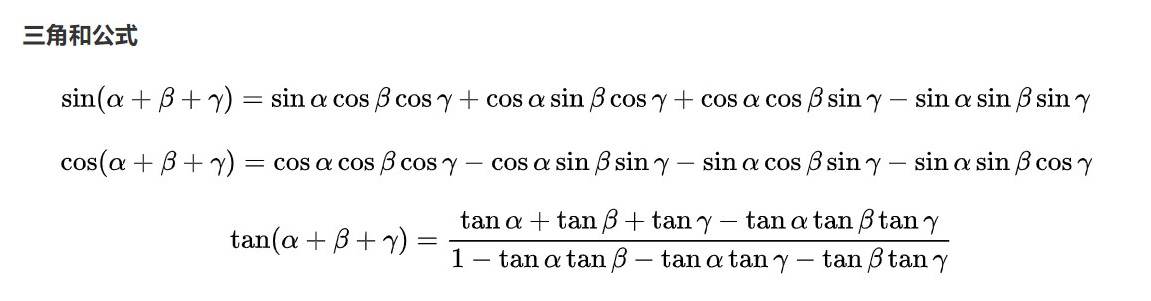 三角和公式
sin(α + β + γ) = sin α cos β cos γ + cos α sin β cos γ + cos α cos β sin γ − sin α sin β sin γ
cos(α + β + γ) = cos α cos β cos γ − cos α sin β sin γ − sin α cos β sin γ − sin α sin β cos γ
tan(α + β + γ) = (tan α + tan β + tan γ − tan α tan β tan γ) / (1 − tan α tan β − tan α tan γ − tan β tan γ)